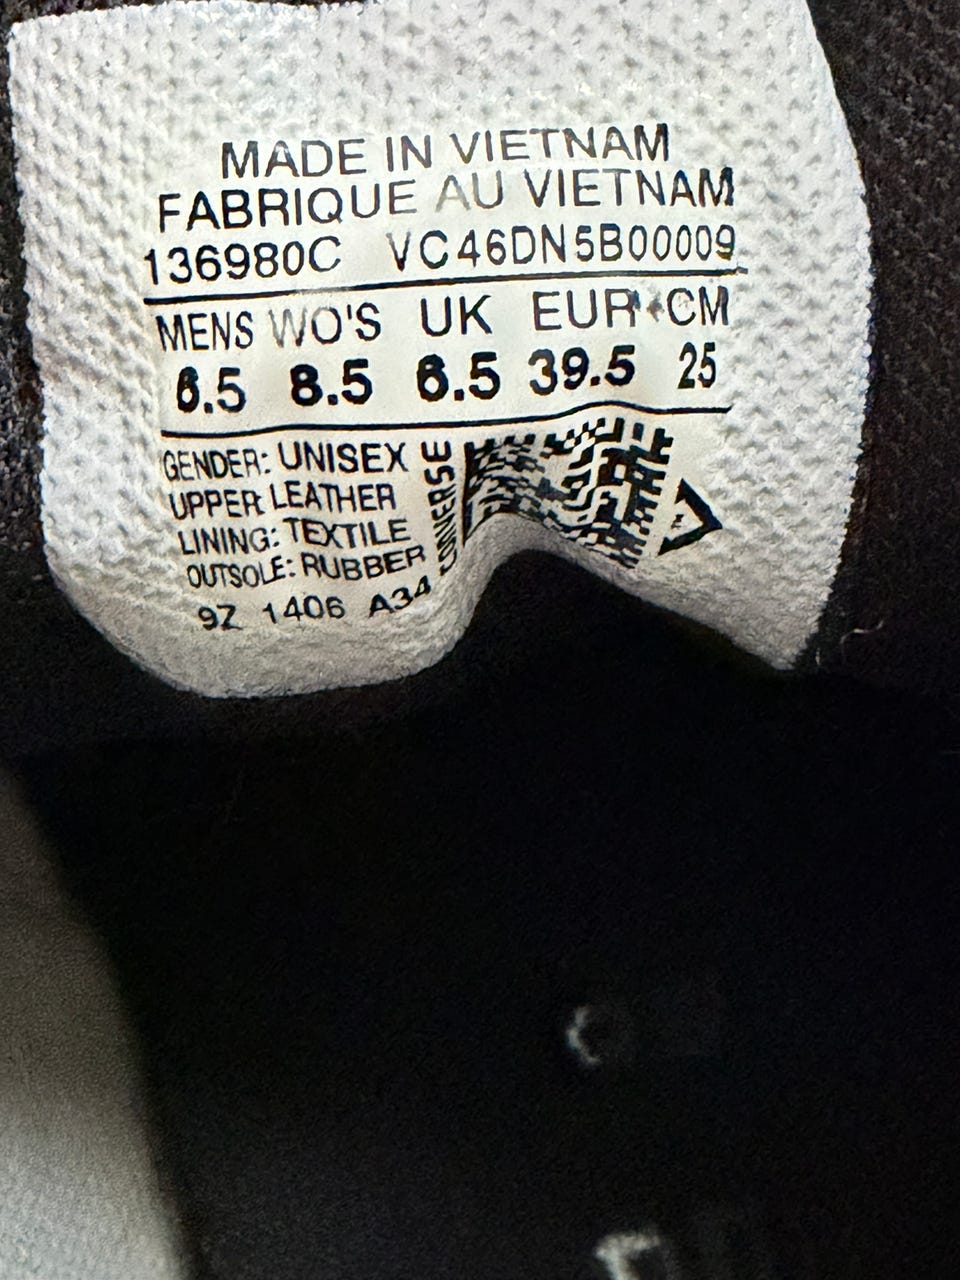 MADE IN VIETNAM
FABRIQUE AU VIETNAM
136980C VC46DN5B00009
MENS WO'S UK EUR CM
6.5 8.5 6.5 39.5 25
GENDER: UNISEX
UPPER: LEATHER
LINING: TEXTILE
OUTSOLE: RUBBER
9Z 1406 A34
CONVERSE